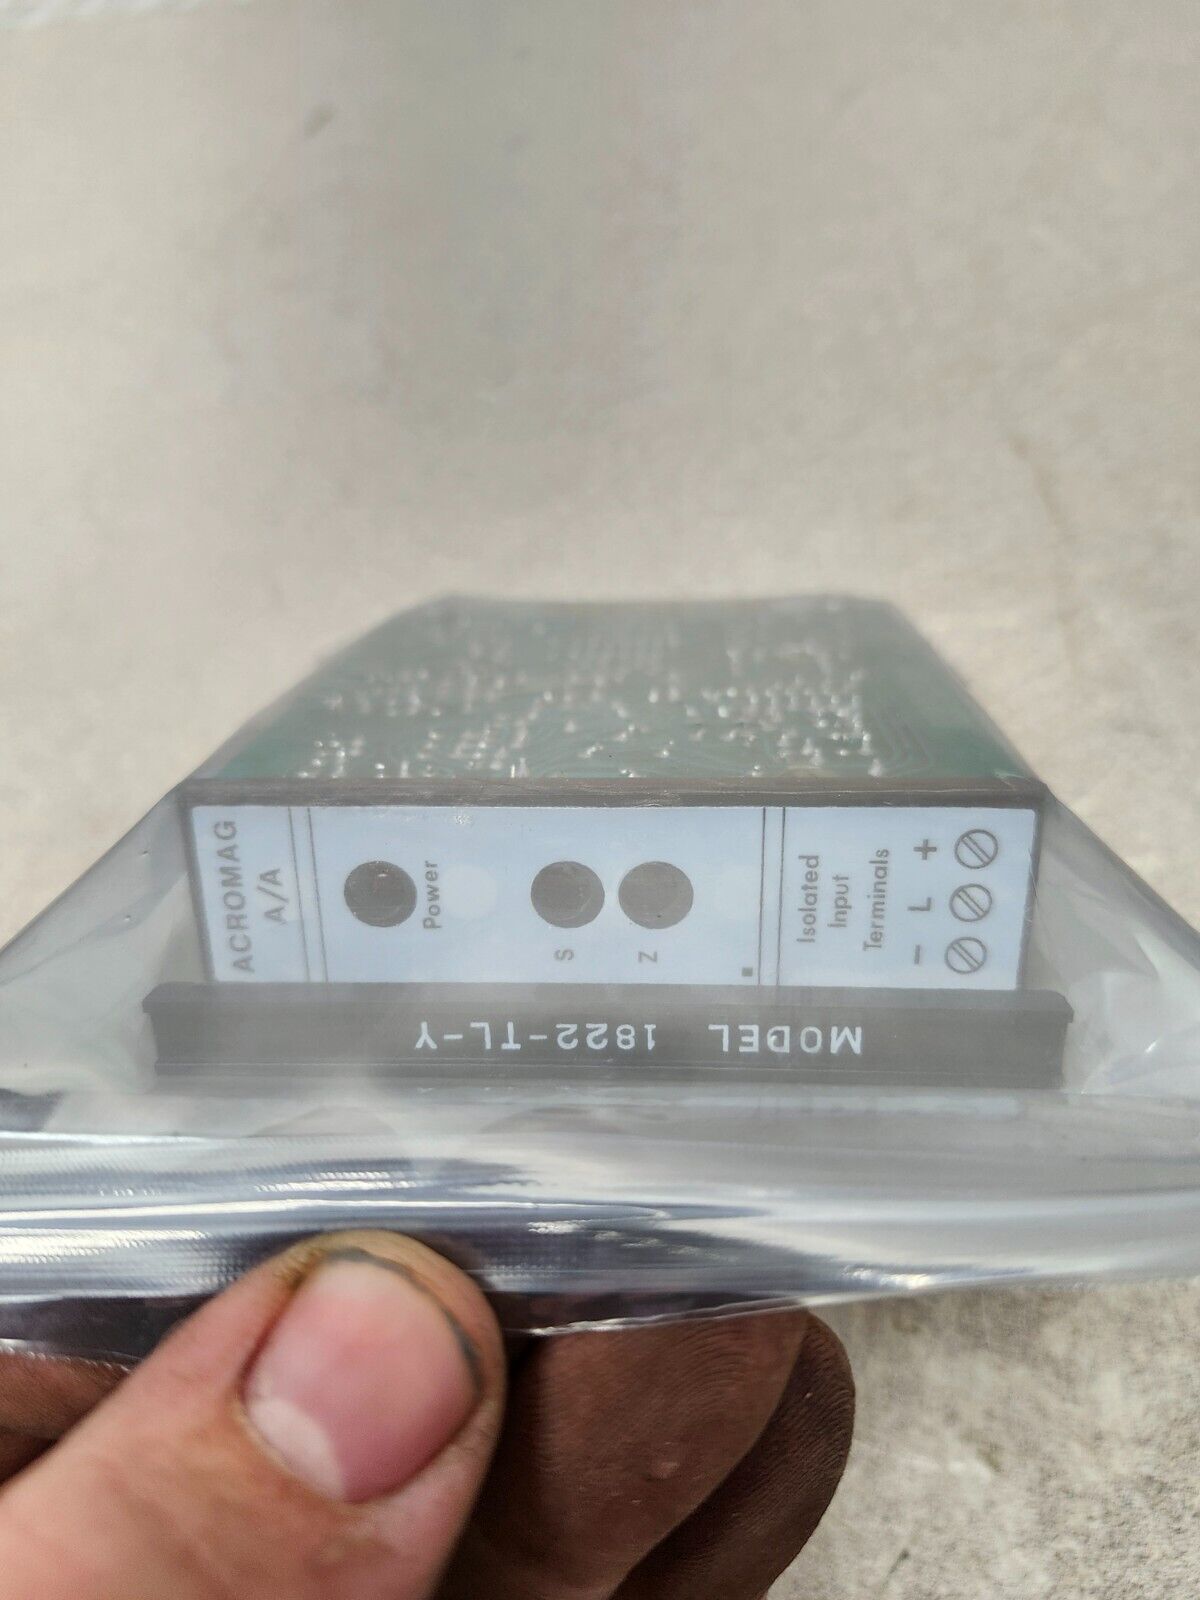 ACROMAG
A/A
Power
S
Z
Isolated
Input
Terminals
− L +
MODEL 1822-TL-Y